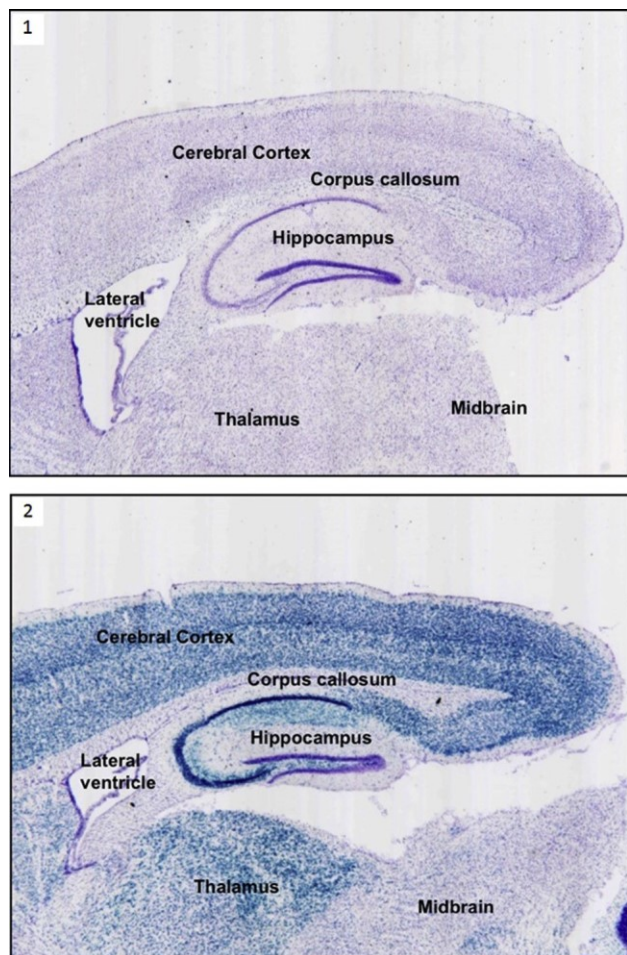 1
Cerebral Cortex
Corpus callosum
Hippocampus
Lateral
ventricle
Thalamus
Midbrain
2
Cerebral Cortex
Corpus callosum
Hippocampus
Lateral
ventricle
Thalamus
Midbrain